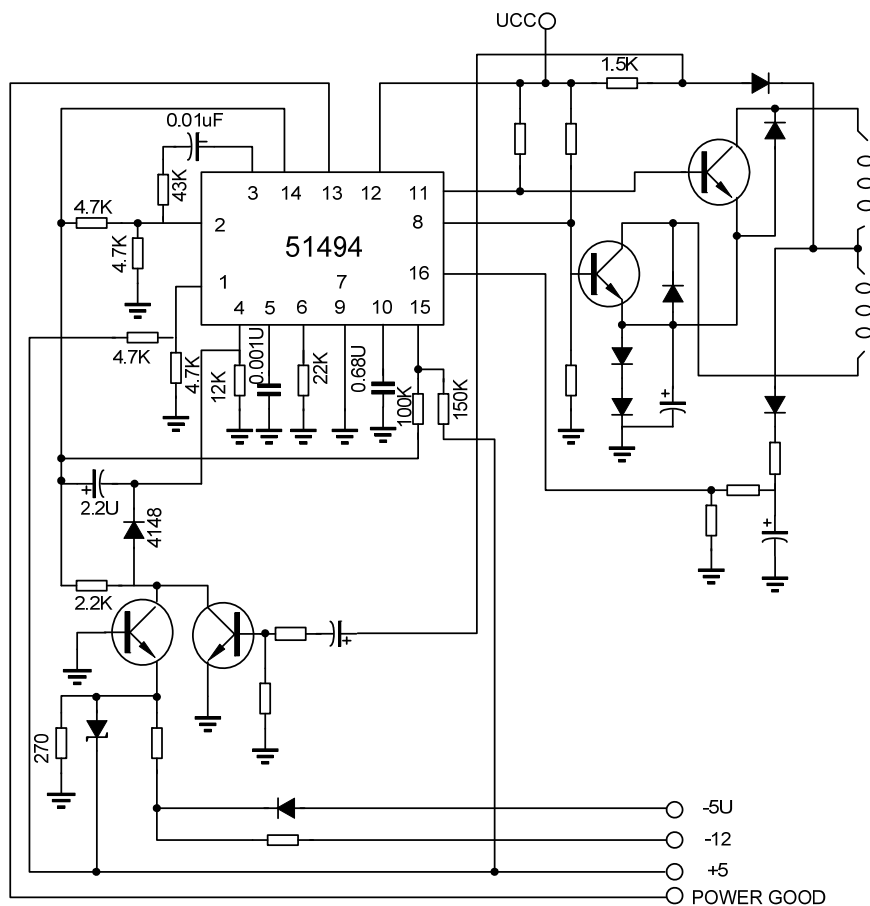 UCC
1.5K
0.01uF
43K
3 14 13 12 11
4.7K
2 8
4.7K
51494
1 7 16
4 5 6 9 10 15
4.7K
4.7K
12K
0.001U
22K
0.68U
100K
150K
+
2.2U
+
4148
+
2.2K
+
270
-5U
-12
+5
POWER GOOD